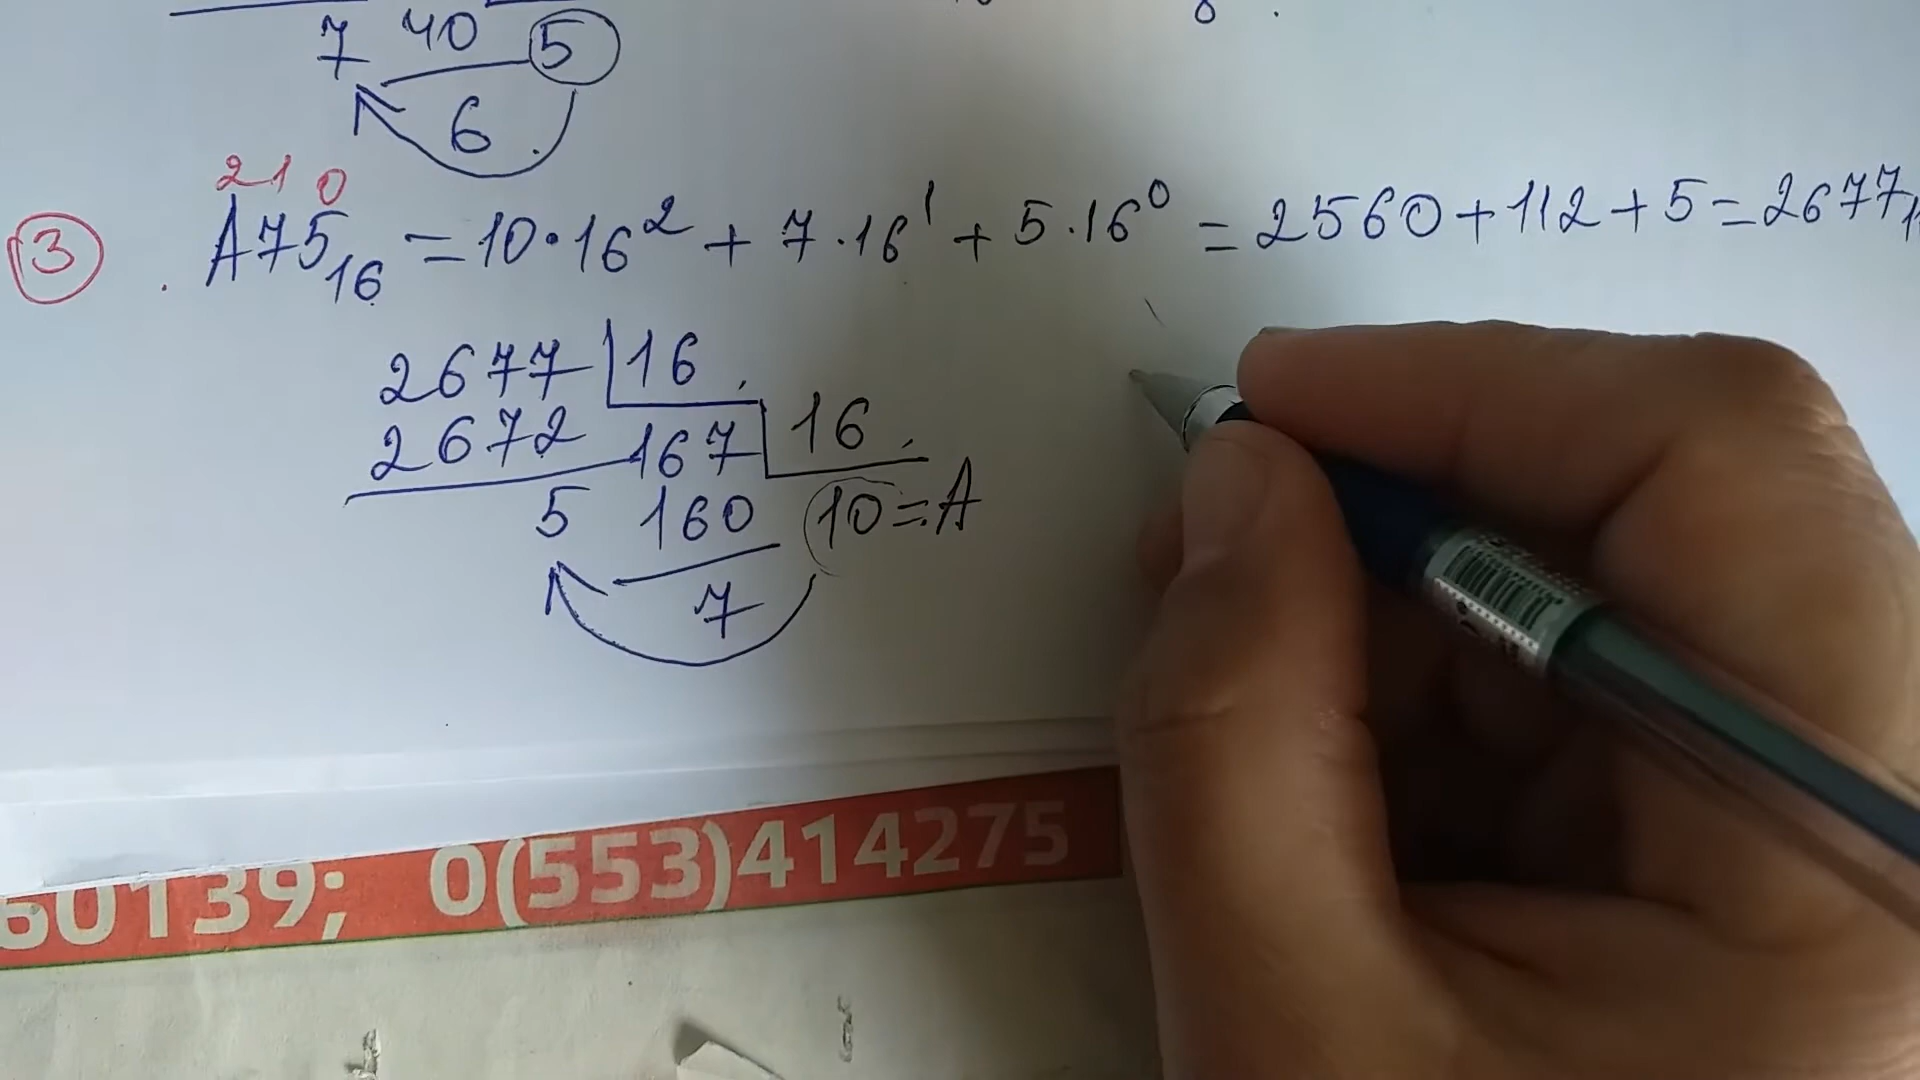 7 40 5
6
2 1 0
3 . A75₁₆ = 10·16² + 7·16¹ + 5·16⁰ = 2560+112+5=2677
2677 16
2672 167 16
5 160 10=A
7
60139; 0(553)414275